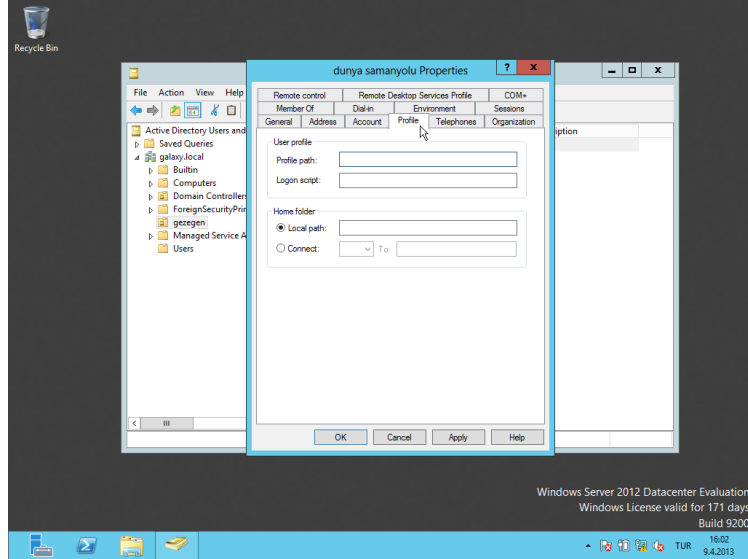 Recycle Bin
dunya samanyolu Properties
?
x
File Action View Help
Active Directory Users and
Saved Queries
galaxy.local
Builtin
Computers
Domain Controllers
ForeignSecurityPrin
gezegen
Managed Service A
Users
iption
Remote control Remote Desktop Services Profile COM+
Member Of Dial-in Environment Sessions
General Address Account Profile Telephones Organization
User profile
Profile path:
Logon script:
Home folder
Local path:
Connect: To:
OK Cancel Apply Help
Windows Server 2012 Datacenter Evaluation
Windows License valid for 171 days
Build 9200
TUR
16:02
9.4.2013